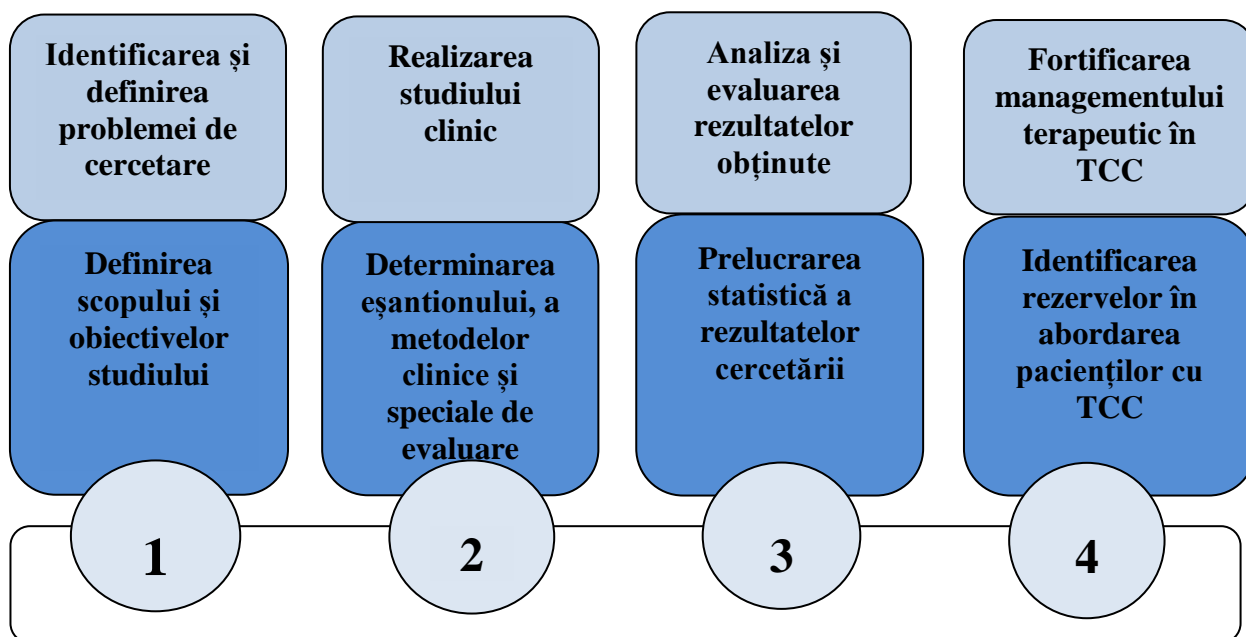 Identificarea și
definirea
problemei de
cercetare
Definirea
scopului și
obiectivelor
studiului
1
Realizarea
studiului
clinic
Determinarea
eșantionului, a
metodelor
clinice și
speciale de
evaluare
2
Analiza și
evaluarea
rezultatelor
obținute
Prelucrarea
statistică a
rezultatelor
cercetării
3
Fortificarea
managementului
terapeutic în
TCC
Identificarea
rezervelor în
abordarea
pacienților cu
TCC
4